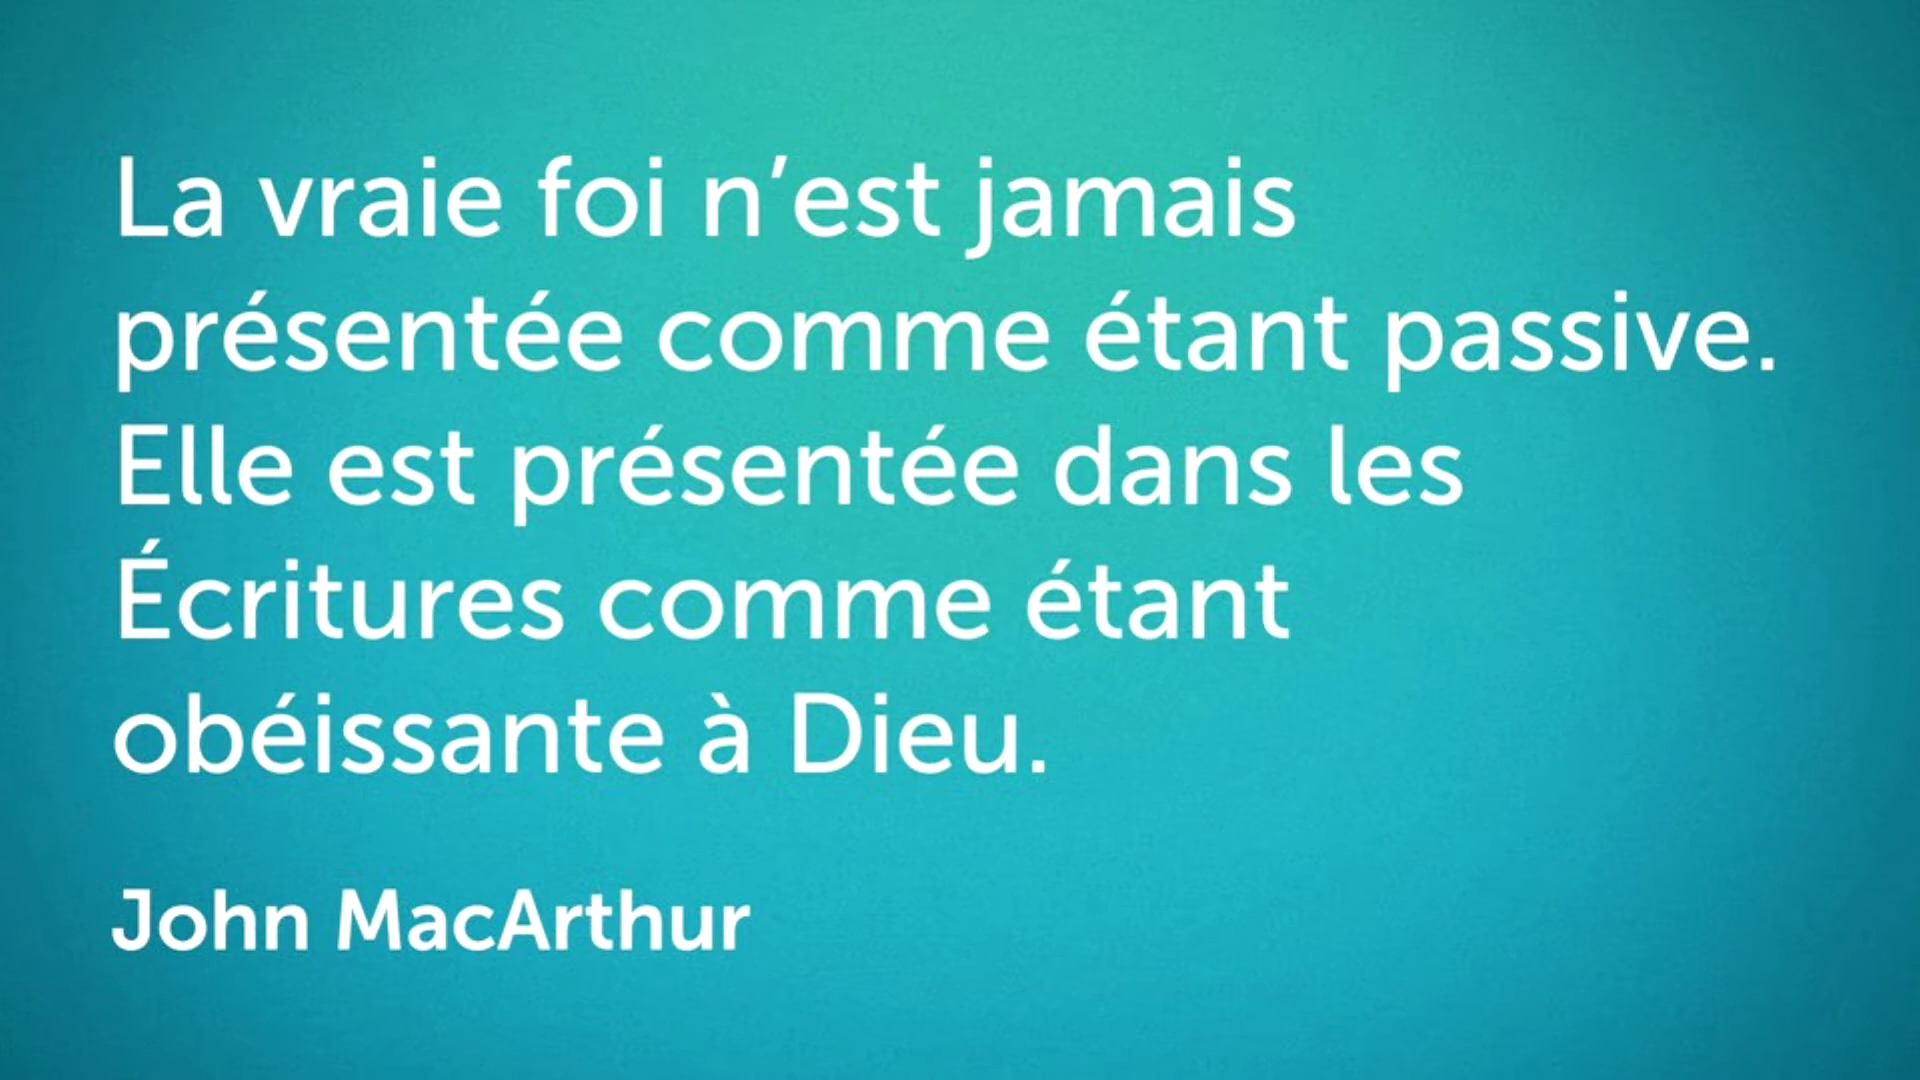 La vraie foi n’est jamais
présentée comme étant passive.
Elle est présentée dans les
Écritures comme étant
obéissante à Dieu.
John MacArthur